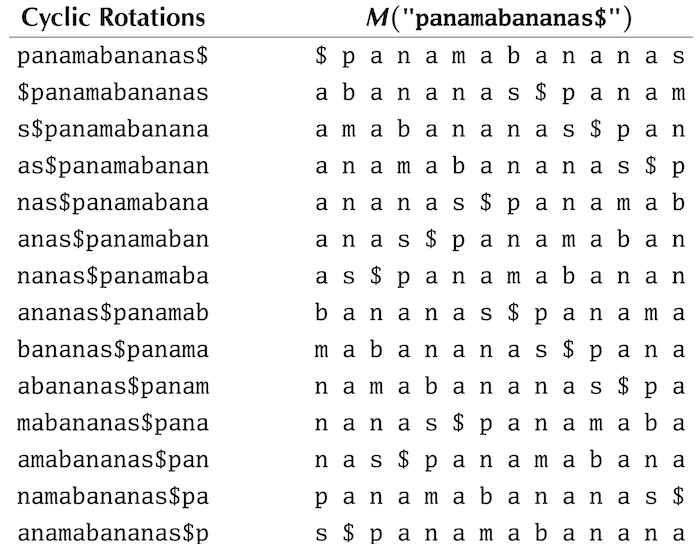 Cyclic Rotations M("panamabananas$")
panamabananas$ $ p a n a m a b a n a n a s
$panamabananas a b a n a n a s $ p a n a m
s$panamabanana a m a b a n a n a s $ p a n
as$panamabanan a n a m a b a n a n a s $ p
nas$panamabana a n a n a s $ p a n a m a b
anas$panamaban a n a s $ p a n a m a b a n
nanas$panamaba a s $ p a n a m a b a n a n
ananas$panamab b a n a n a s $ p a n a m a
bananas$panama m a b a n a n a s $ p a n a
abananas$panam n a m a b a n a n a s $ p a
mabananas$pana n a n a s $ p a n a m a b a
amabananas$pan n a s $ p a n a m a b a n a
namabananas$pa p a n a m a b a n a n a s $
anamabananas$p s $ p a n a m a b a n a n a